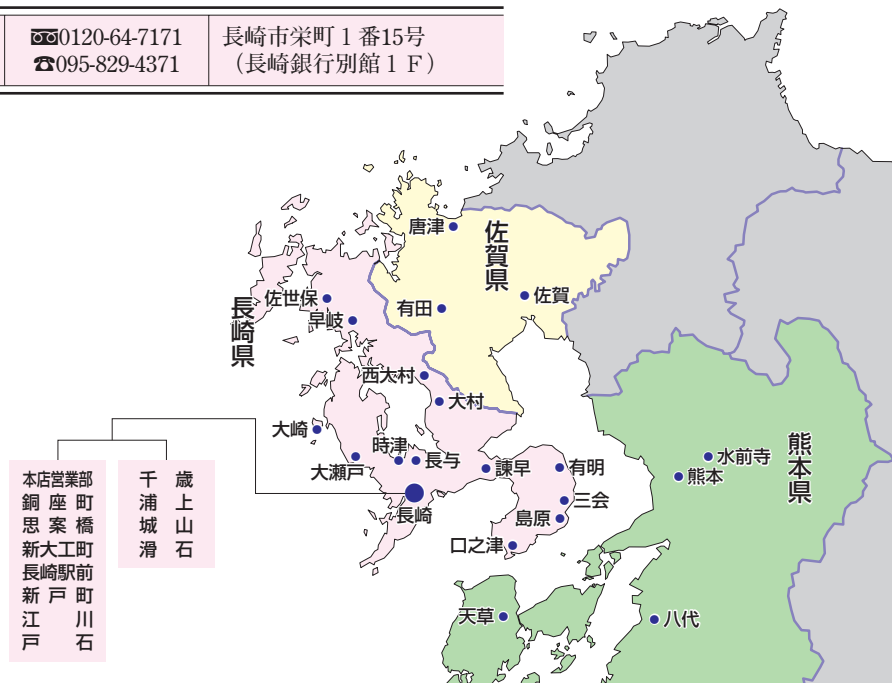 0120-64-7171
☎095-829-4371
長崎市栄町1番15号
（長崎銀行別館1F）
唐津
佐賀県
佐賀
有田
佐世保
早岐
長崎県
西大村
大村
大崎
時津
長与
大瀬戸
諫早
有明
三会
島原
口之津
長崎
水前寺
熊本
熊本県
天草
八代
本店営業部
銅座町
思案橋
新大工町
長崎駅前
新戸町
江川
戸石
千歳
浦上
城山
滑石